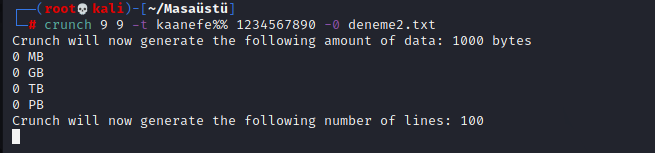 ┌──(root💀kali)-[~/Masaüstü]
└─# crunch 9 9 -t kaanefe%% 1234567890 -0 deneme2.txt
Crunch will now generate the following amount of data: 1000 bytes
0 MB
0 GB
0 TB
0 PB
Crunch will now generate the following number of lines: 100